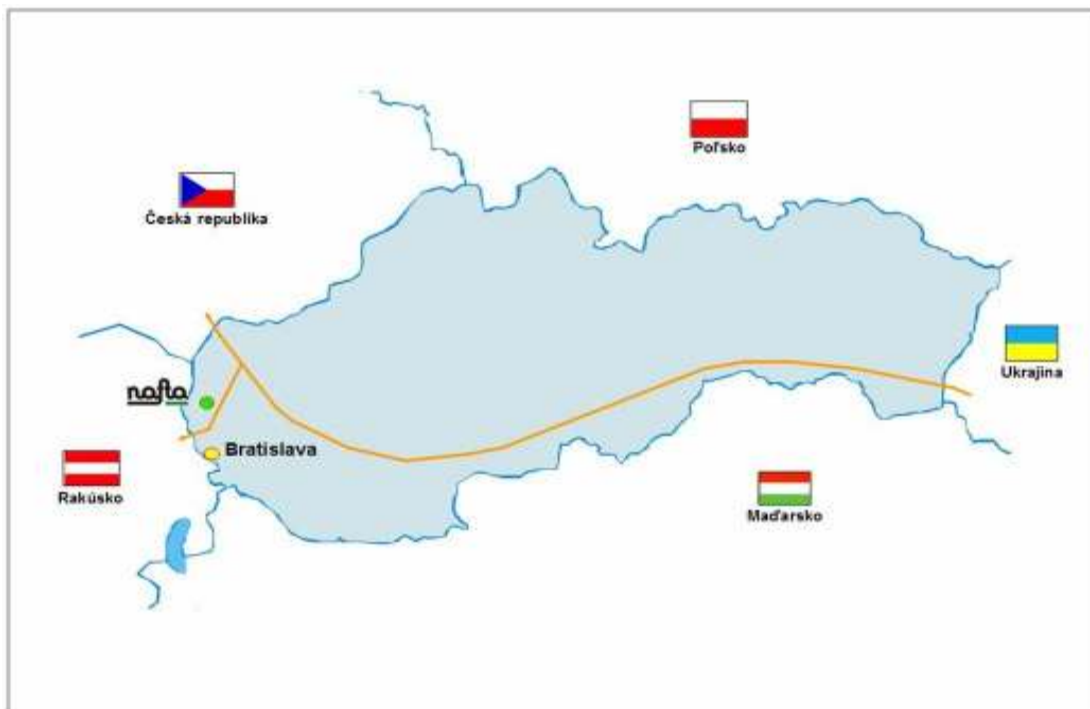 Poľsko
Česká republika
Ukrajina
nafta
Bratislava
Rakúsko
Maďarsko